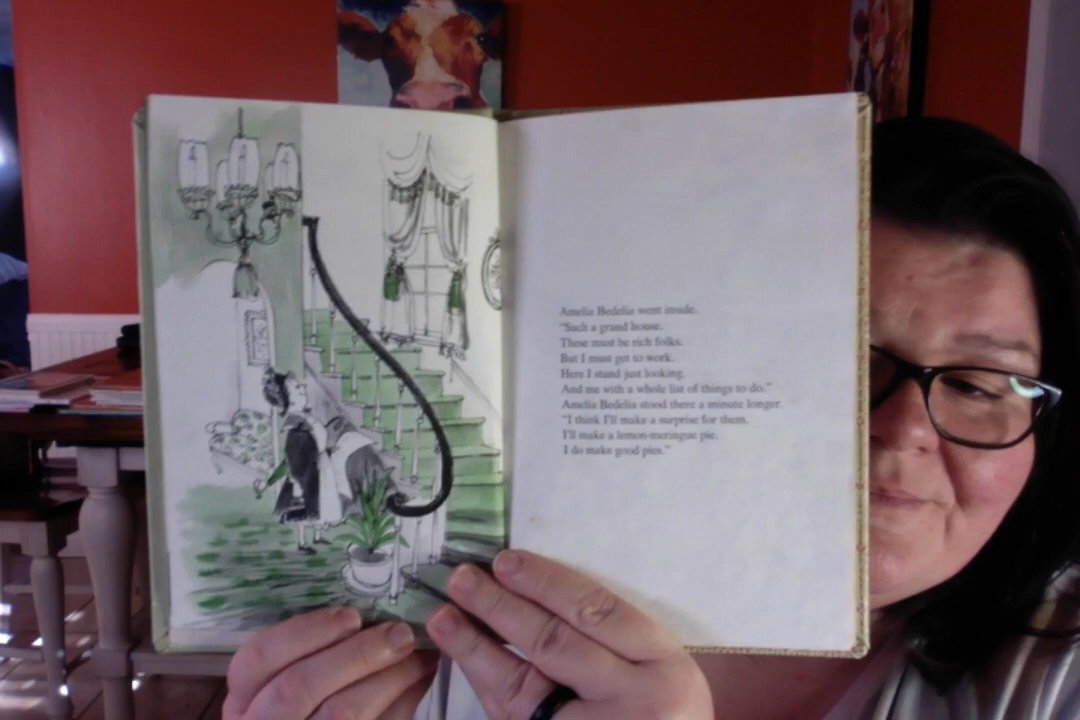 Amelia Bedelia went inside.
"Such a grand house.
These must be rich folks.
But I must get to work.
Here I stand just looking.
And me with a whole list of things to do."
Amelia Bedelia stood there a minute longer.
"I think I'll make a surprise for them.
I'll make a lemon-meringue pie.
I do make good pies."